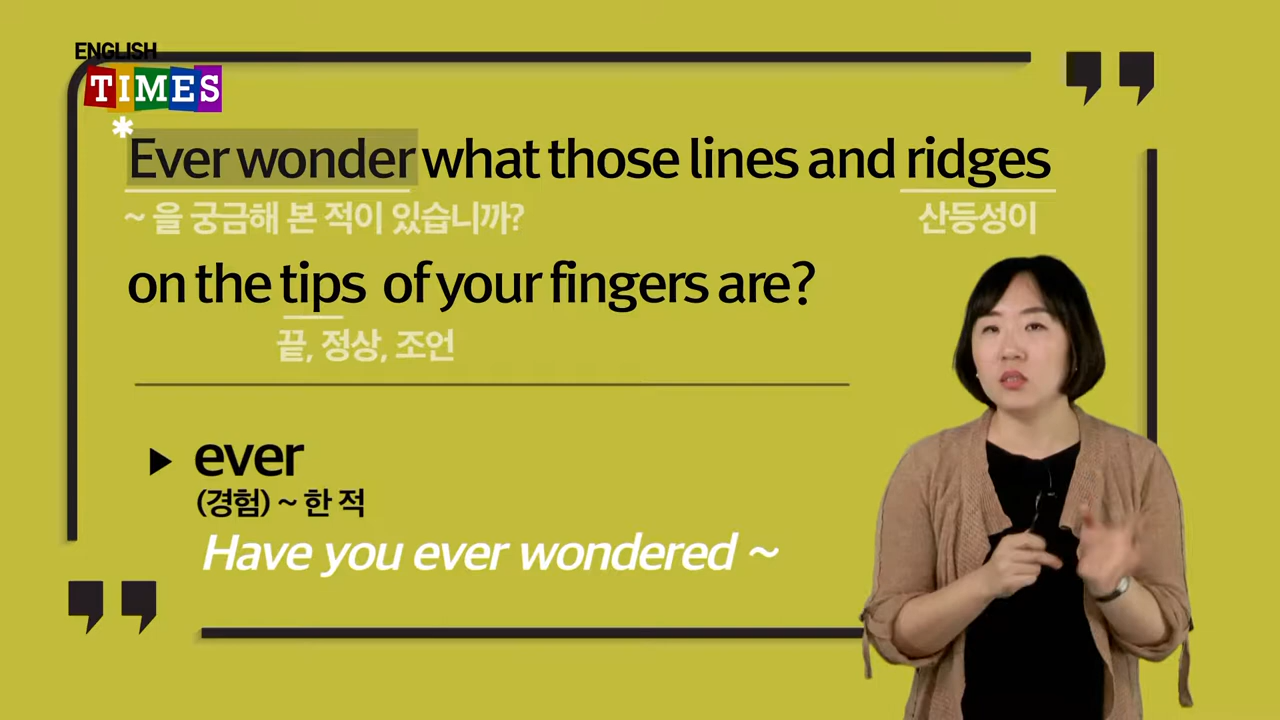 ENGLISH
TIMES
*
Ever wonder what those lines and ridges
~ 을 궁금해 본 적이 있습니까? 산등성이
on the tips of your fingers are?
끝, 정상, 조언
▶ ever
(경험) ~ 한 적
Have you ever wondered ~